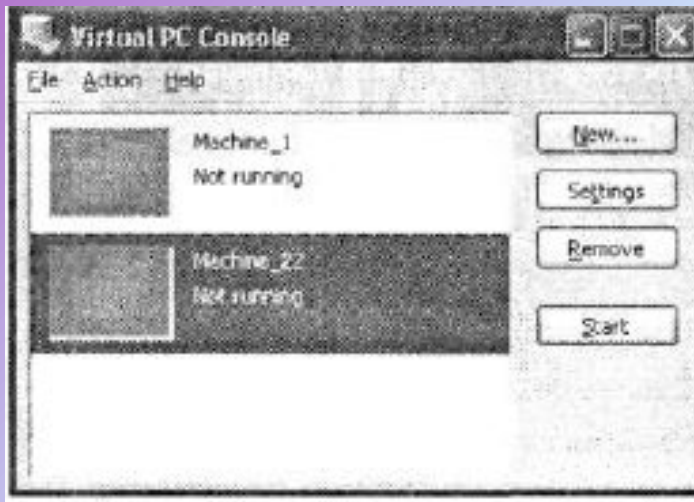 Virtual PC Console
File Action Help
Machine_1
Not running
Machine_22
Not running
New...
Settings
Remove
Start